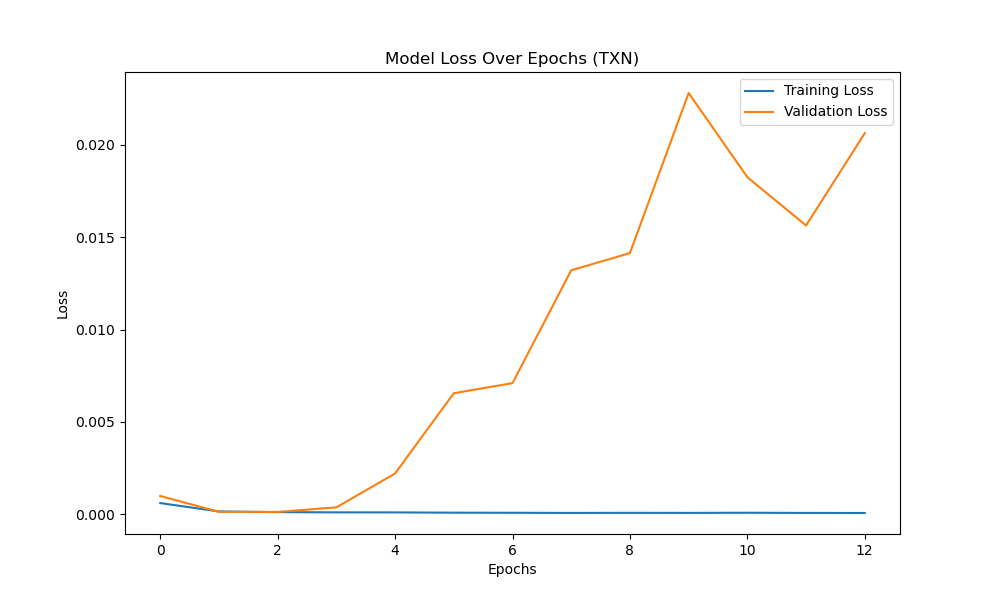 Model Loss Over Epochs (TXN)
Training Loss
Validation Loss
0.020
0.015
0.010
0.005
0.000
Loss
0 2 4 6 8 10 12
Epochs